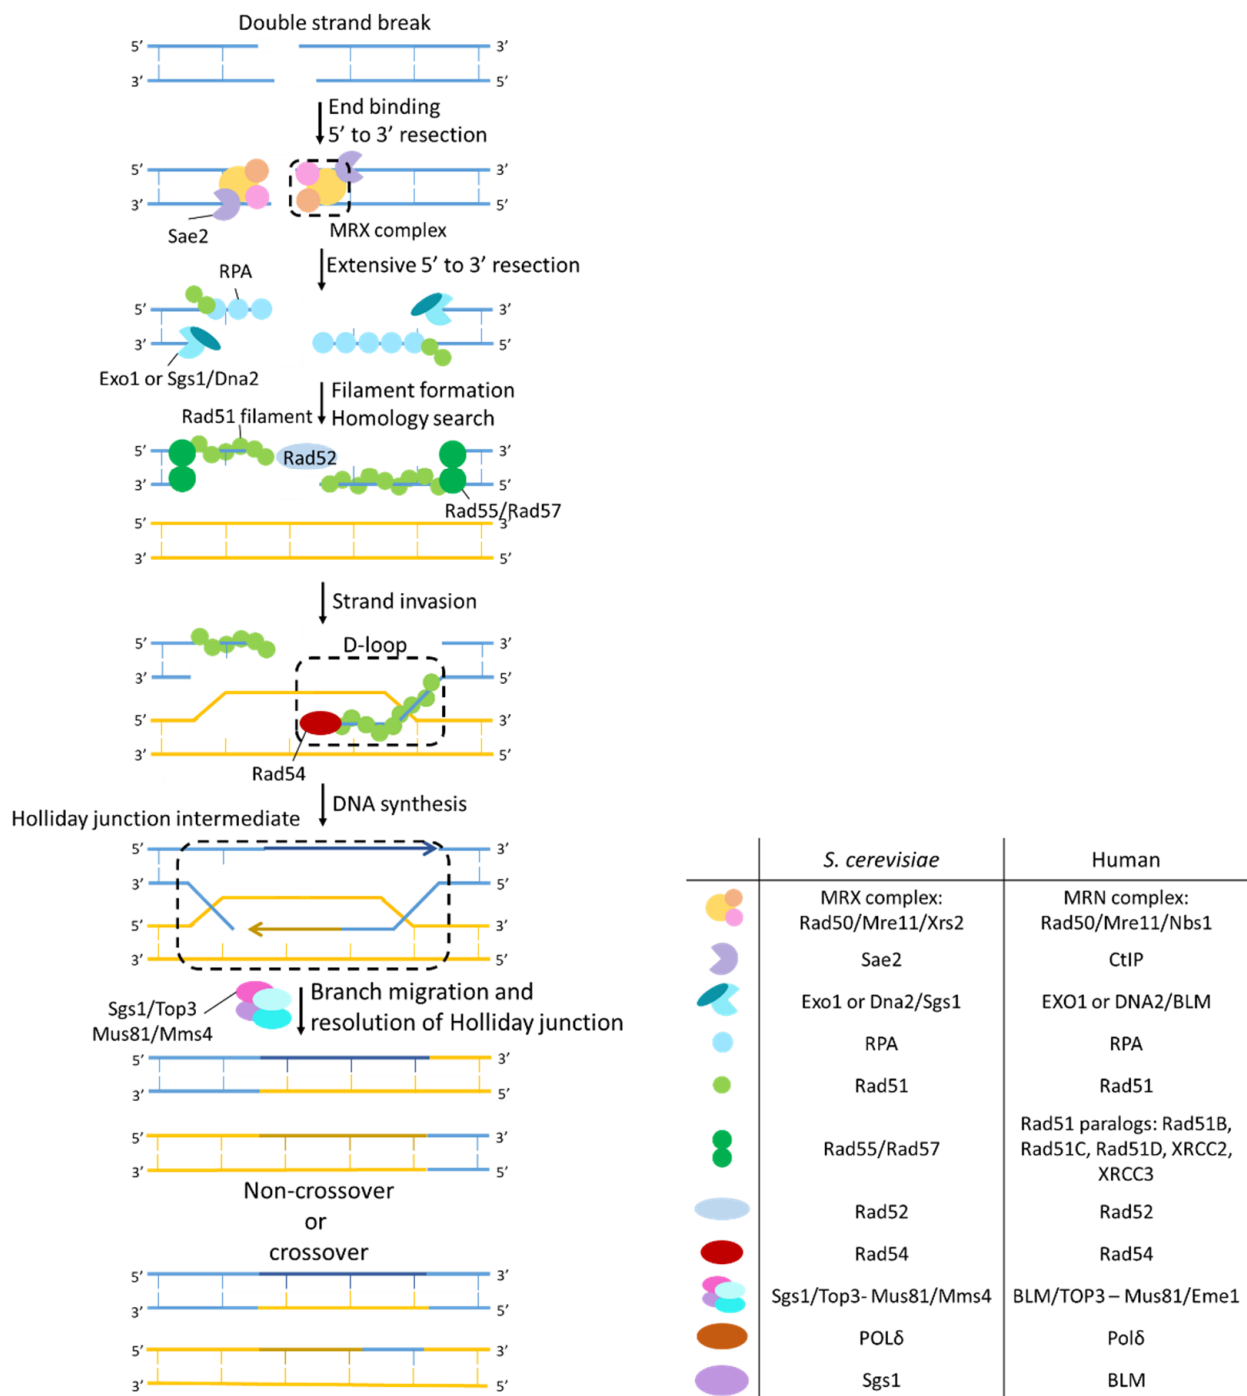 Double strand break
5’ 3’
3’ 5’
End binding
5’ to 3’ resection
5’ 3’
3’ 5’
Sae2 MRX complex
Extensive 5’ to 3’ resection
RPA
5’ 3’
3’ 5’
Exo1 or Sgs1/Dna2
Filament formation
Homology search
Rad51 filament
5’ Rad52 3’
3’ 5’
Rad55/Rad57
5’ 3’
3’ 5’
Strand invasion
D-loop
5’ 3’
3’ 5’
5’ 3’
3’ 5’
Rad54
DNA synthesis
Holliday junction intermediate
5’ 3’
3’ 5’
5’ 3’
3’ 5’
Sgs1/Top3
Mus81/Mms4
Branch migration and
resolution of Holliday junction
5’ 3’
3’ 5’
5’ 3’
3’ 5’
Non-crossover
or
crossover
5’ 3’
3’ 5’
5’ 3’
3’ 5’
S. cerevisiae Human
MRX complex: MRN complex:
Rad50/Mre11/Xrs2 Rad50/Mre11/Nbs1
Sae2 CtIP
Exo1 or Dna2/Sgs1 EXO1 or DNA2/BLM
RPA RPA
Rad51 Rad51
Rad55/Rad57 Rad51 paralogs: Rad51B,
Rad51C, Rad51D, XRCC2,
XRCC3
Rad52 Rad52
Rad54 Rad54
Sgs1/Top3- Mus81/Mms4 BLM/TOP3 – Mus81/Eme1
POLδ Polδ
Sgs1 BLM